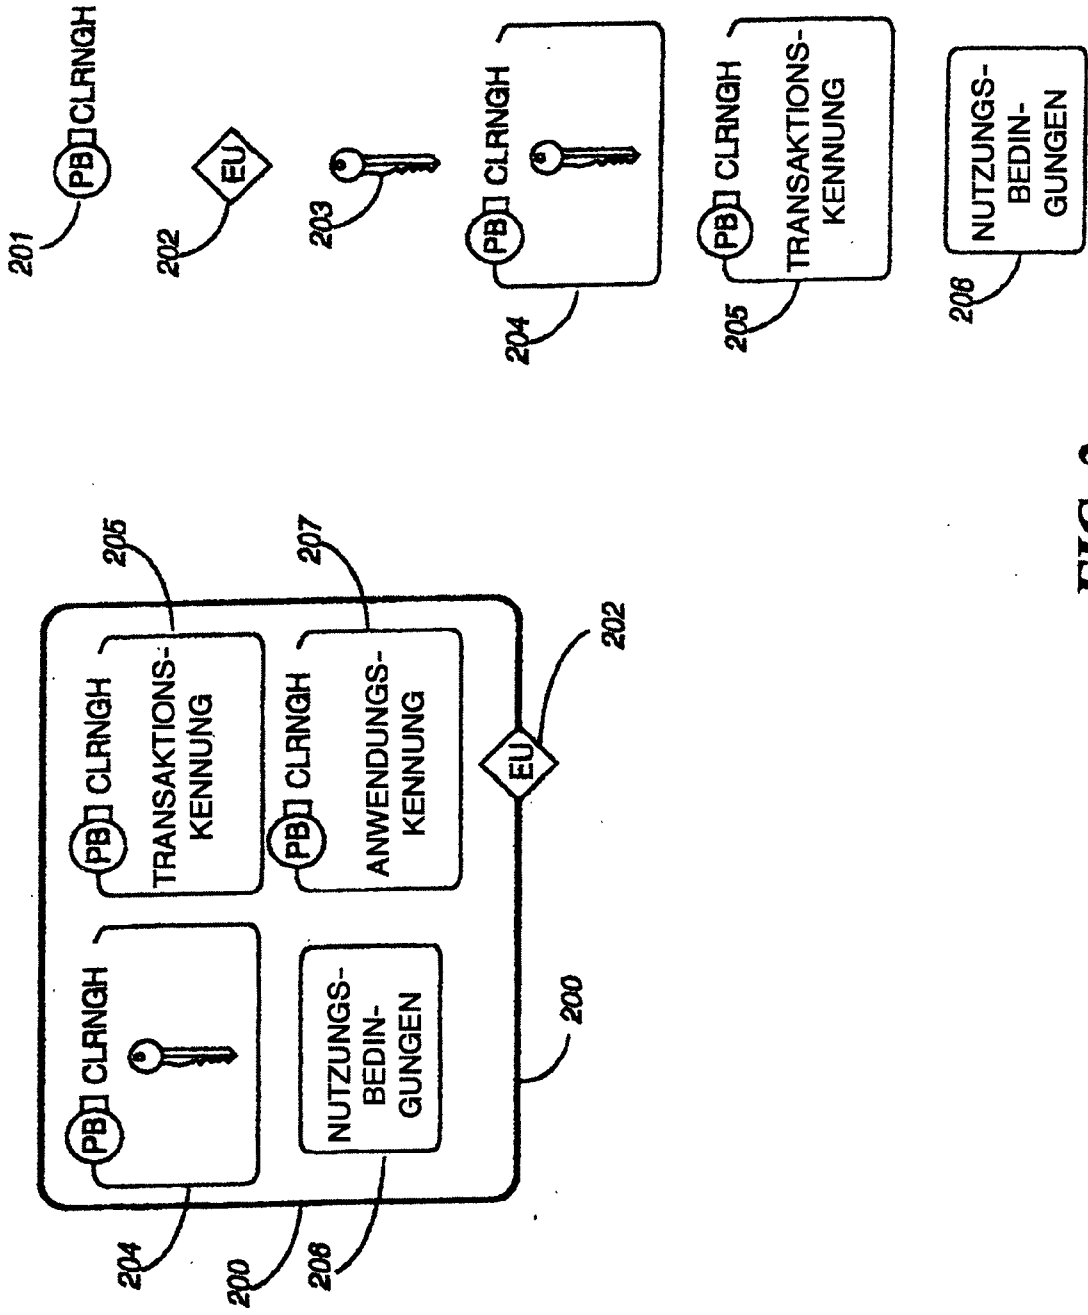 204
PB CLRNGH
PB CLRNGH
TRANSAKTIONS-
KENNUNG
205
200
206
NUTZUNGS-
BEDIN-
GUNGEN
PB CLRNGH
ANWENDUNGS-
KENNUNG
207
EU
200
202
201
PB CLRNGH
202
EU
203
204
PB CLRNGH
205
PB CLRNGH
TRANSAKTIONS-
KENNUNG
206
NUTZUNGS-
BEDIN-
GUNGEN
FIG.